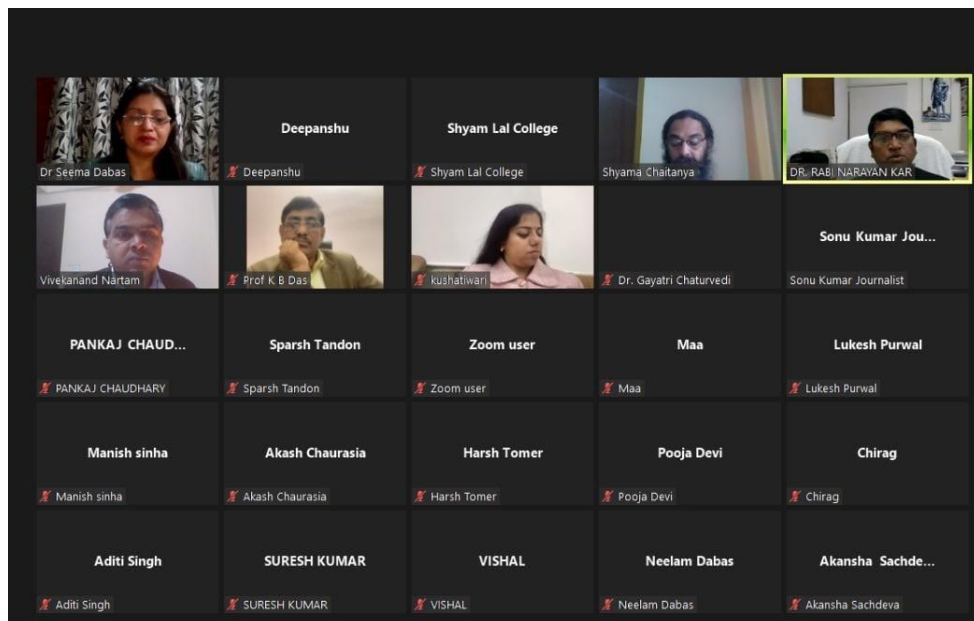 Dr Seema Dabas
Deepanshu
Deepanshu
Shyam Lal College
Shyam Lal College
Shyama Chaitanya
DR. RABI NARAYAN KAR
Vivekanand Nartam
Prof K B Das
kushatiwari
Dr. Gayatri Chaturvedi
Sonu Kumar Jou...
Sonu Kumar Journalist
PANKAJ CHAUD...
PANKAJ CHAUDHARY
Sparsh Tandon
Sparsh Tandon
Zoom user
Zoom user
Maa
Maa
Lukesh Purwal
Lukesh Purwal
Manish sinha
Manish sinha
Akash Chaurasia
Akash Chaurasia
Harsh Tomer
Harsh Tomer
Pooja Devi
Pooja Devi
Chirag
Chirag
Aditi Singh
Aditi Singh
SURESH KUMAR
SURESH KUMAR
VISHAL
VISHAL
Neelam Dabas
Neelam Dabas
Akansha Sachde...
Akansha Sachdeva